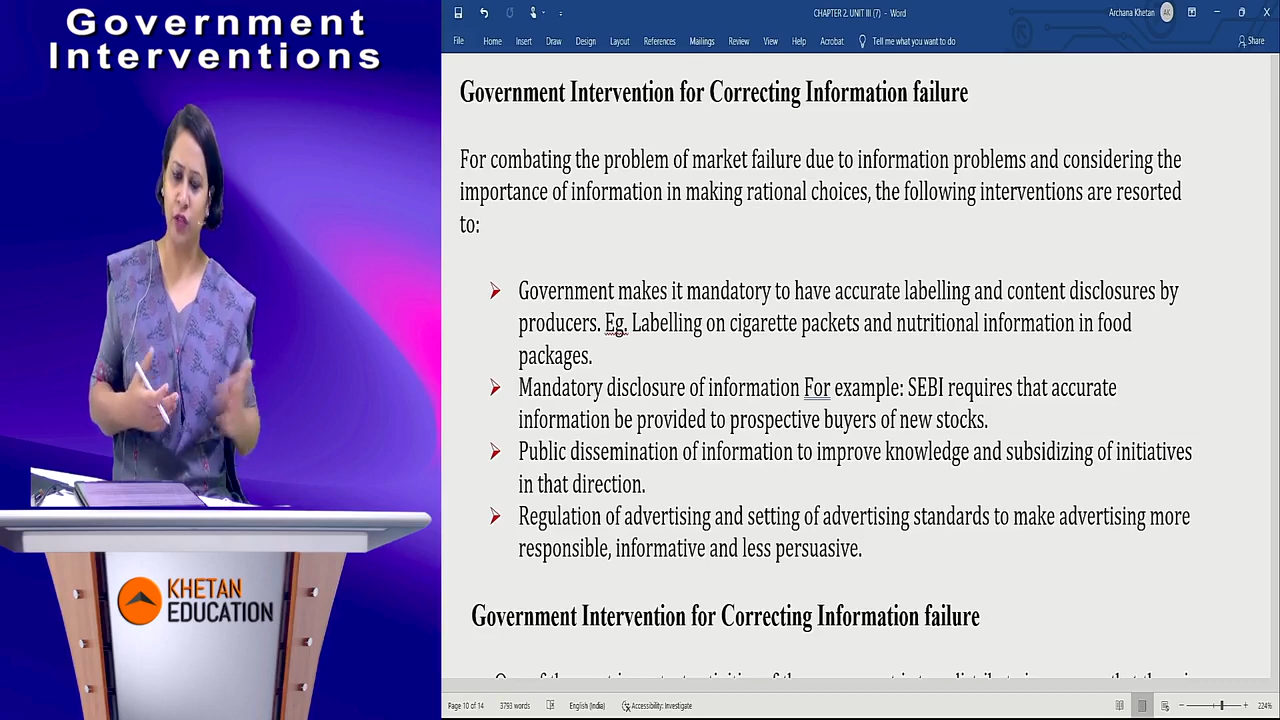 Government
Interventions
CHAPTER 2. UNIT III (7) - Word
Archana Khetan
AK
File Home Insert Draw Design Layout References Mailings Review View Help Acrobat Tell me what you want to do
Share
Government Intervention for Correcting Information failure
For combating the problem of market failure due to information problems and considering the
importance of information in making rational choices, the following interventions are resorted
to:
Government makes it mandatory to have accurate labelling and content disclosures by
producers. Eg. Labelling on cigarette packets and nutritional information in food
packages.
Mandatory disclosure of information For example: SEBI requires that accurate
information be provided to prospective buyers of new stocks.
Public dissemination of information to improve knowledge and subsidizing of initiatives
in that direction.
Regulation of advertising and setting of advertising standards to make advertising more
responsible, informative and less persuasive.
Government Intervention for Correcting Information failure
KHETAN
EDUCATION
Page 10 of 14 3793 words English (India) Accessibility: Investigate
224%